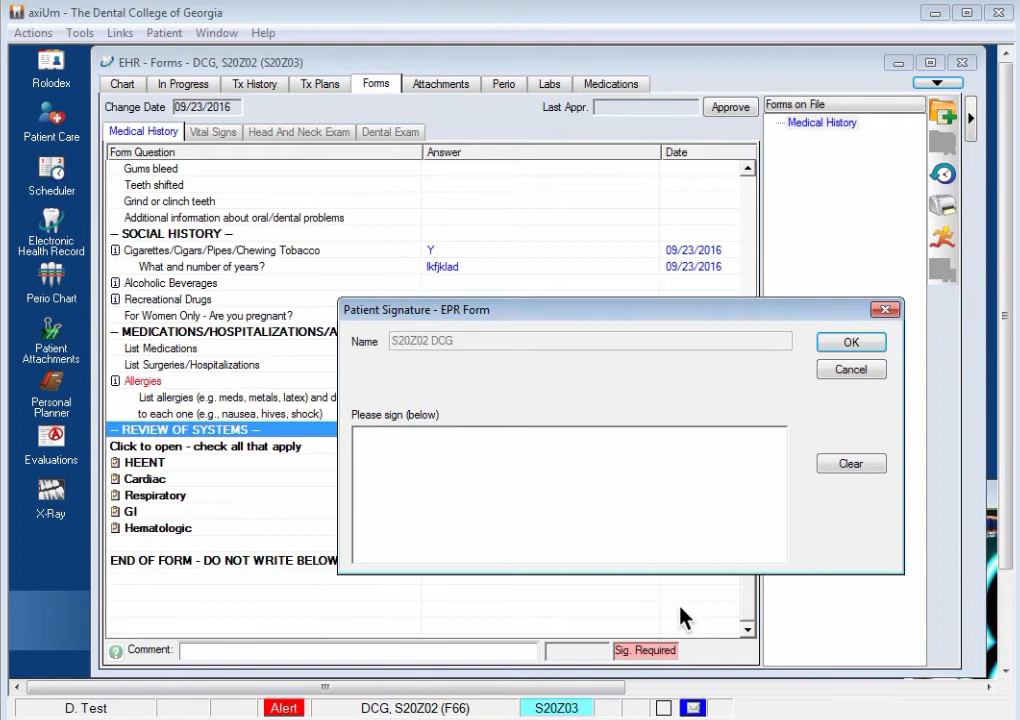 axiUm - The Dental College of Georgia
Actions Tools Links Patient Window Help
Rolodex
Patient Care
Scheduler
Electronic
Health Record
Perio Chart
Patient
Attachments
Personal
Planner
Evaluations
X-Ray
EHR - Forms - DCG, S20Z02 (S20Z03)
Chart In Progress Tx History Tx Plans Forms Attachments Perio Labs Medications
Change Date 09/23/2016 Last Appr. Approve
Medical History Vital Signs Head And Neck Exam Dental Exam
Form Question Answer Date
Gums bleed
Teeth shifted
Grind or clinch teeth
Additional information about oral/dental problems
-- SOCIAL HISTORY --
Cigarettes/Cigars/Pipes/Chewing Tobacco Y 09/23/2016
What and number of years? lkfjklad 09/23/2016
Alcoholic Beverages
Recreational Drugs
For Women Only - Are you pregnant?
-- MEDICATIONS/HOSPITALIZATIONS/A
List Medications
List Surgeries/Hospitalizations
Allergies
List allergies (e.g. meds, metals, latex) and d
to each one (e.g., nausea, hives, shock)
-- REVIEW OF SYSTEMS --
Click to open - check all that apply
HEENT
Cardiac
Respiratory
GI
Hematologic
END OF FORM - DO NOT WRITE BELOW
Comment: Sig. Required
Forms on File
Medical History
Patient Signature - EPR Form
Name S20Z02 DCG
OK
Cancel
Please sign (below)
Clear
D. Test Alert DCG, S20Z02 (F66) S20Z03